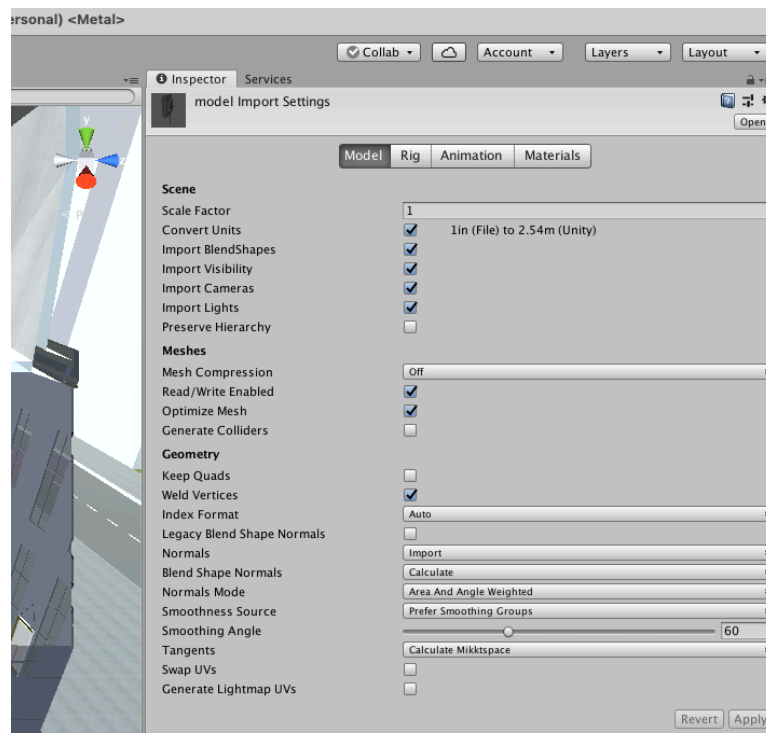 ersonal) <Metal>
Collab Account Layers Layout
Inspector Services
model Import Settings
Open
Model Rig Animation Materials
y
z
Scene
Scale Factor 1
Convert Units 1in (File) to 2.54m (Unity)
Import BlendShapes
Import Visibility
Import Cameras
Import Lights
Preserve Hierarchy
Meshes
Mesh Compression Off
Read/Write Enabled
Optimize Mesh
Generate Colliders
Geometry
Keep Quads
Weld Vertices
Index Format Auto
Legacy Blend Shape Normals
Normals Import
Blend Shape Normals Calculate
Normals Mode Area And Angle Weighted
Smoothness Source Prefer Smoothing Groups
Smoothing Angle 60
Tangents Calculate Mikktspace
Swap UVs
Generate Lightmap UVs
Revert Apply